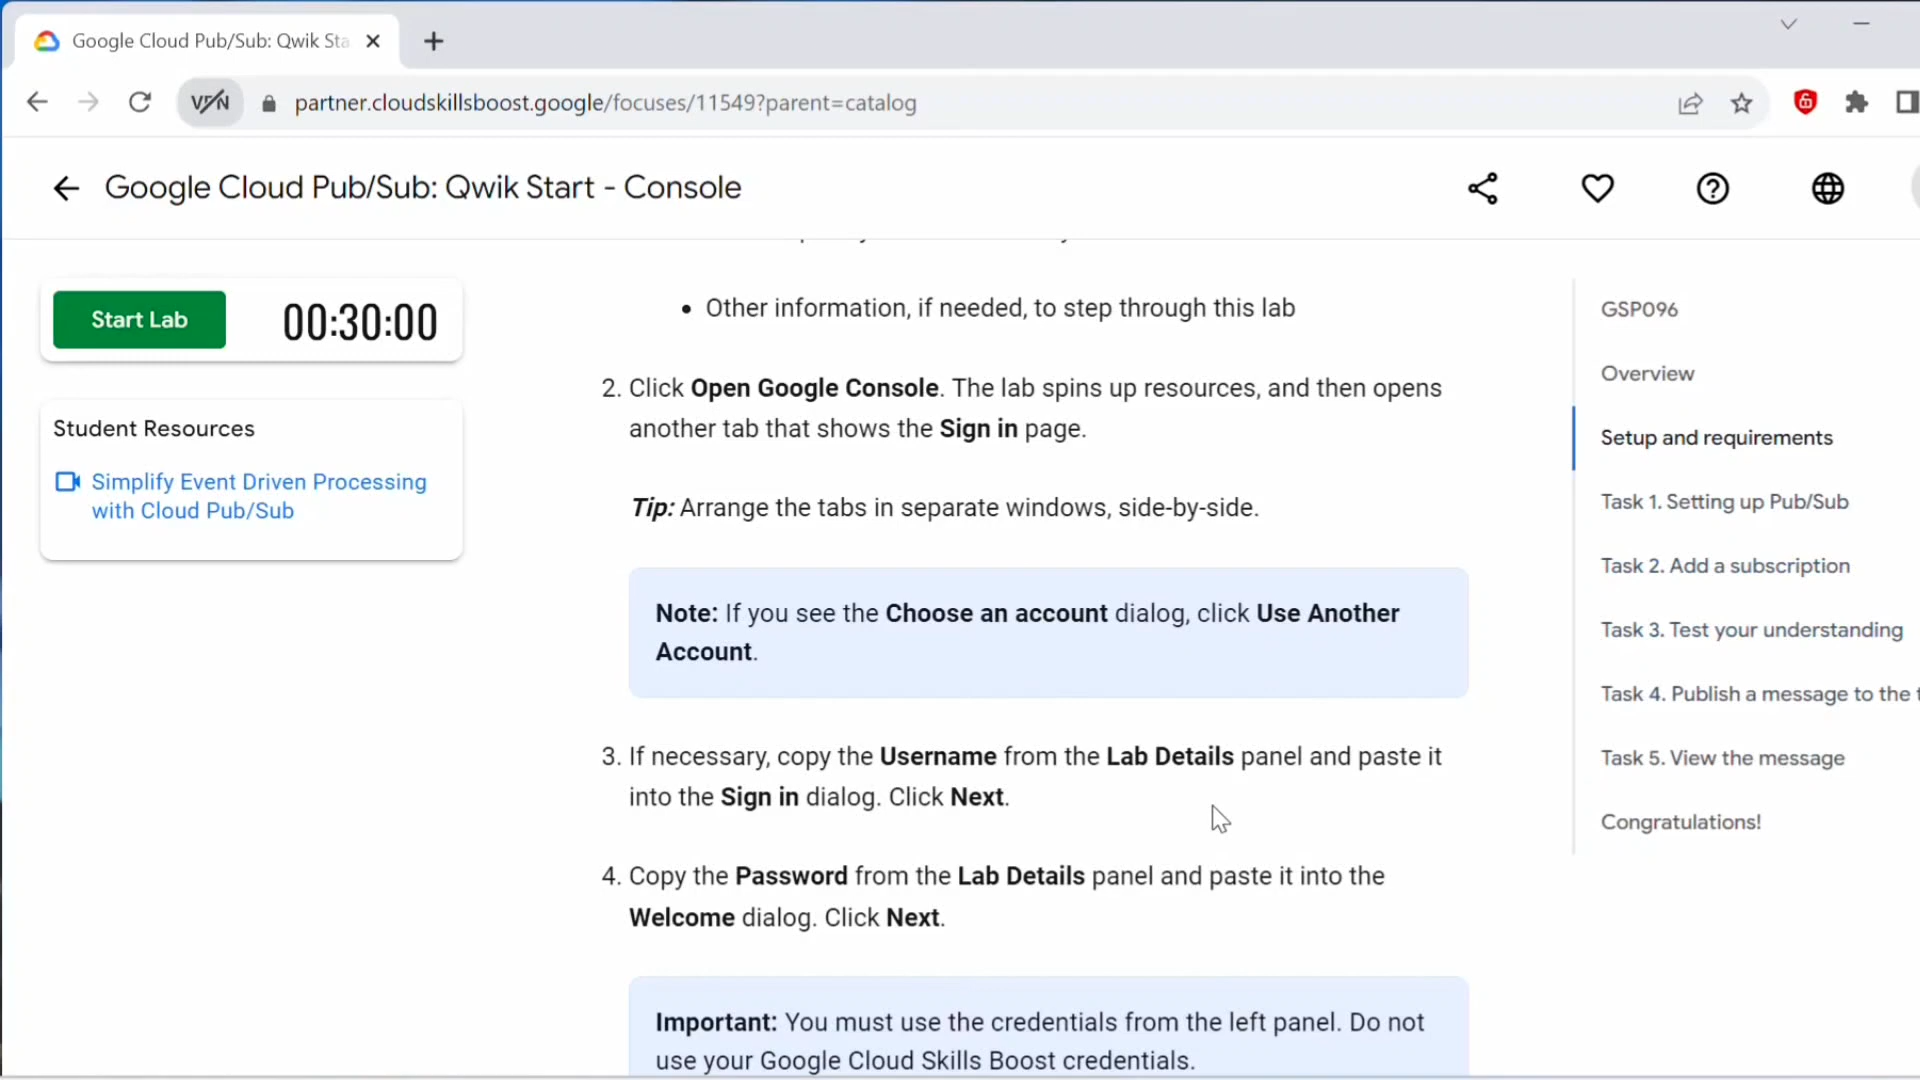 Google Cloud Pub/Sub: Qwik Sta
VPN
partner.cloudskillsboost.google/focuses/11549?parent=catalog
Google Cloud Pub/Sub: Qwik Start - Console
Start Lab
00:30:00
Student Resources
Simplify Event Driven Processing
with Cloud Pub/Sub
• Other information, if needed, to step through this lab
2. Click Open Google Console. The lab spins up resources, and then opens
another tab that shows the Sign in page.
Tip: Arrange the tabs in separate windows, side-by-side.
Note: If you see the Choose an account dialog, click Use Another
Account.
3. If necessary, copy the Username from the Lab Details panel and paste it
into the Sign in dialog. Click Next.
4. Copy the Password from the Lab Details panel and paste it into the
Welcome dialog. Click Next.
Important: You must use the credentials from the left panel. Do not
use your Google Cloud Skills Boost credentials.
GSP096
Overview
Setup and requirements
Task 1. Setting up Pub/Sub
Task 2. Add a subscription
Task 3. Test your understanding
Task 4. Publish a message to the t
Task 5. View the message
Congratulations!